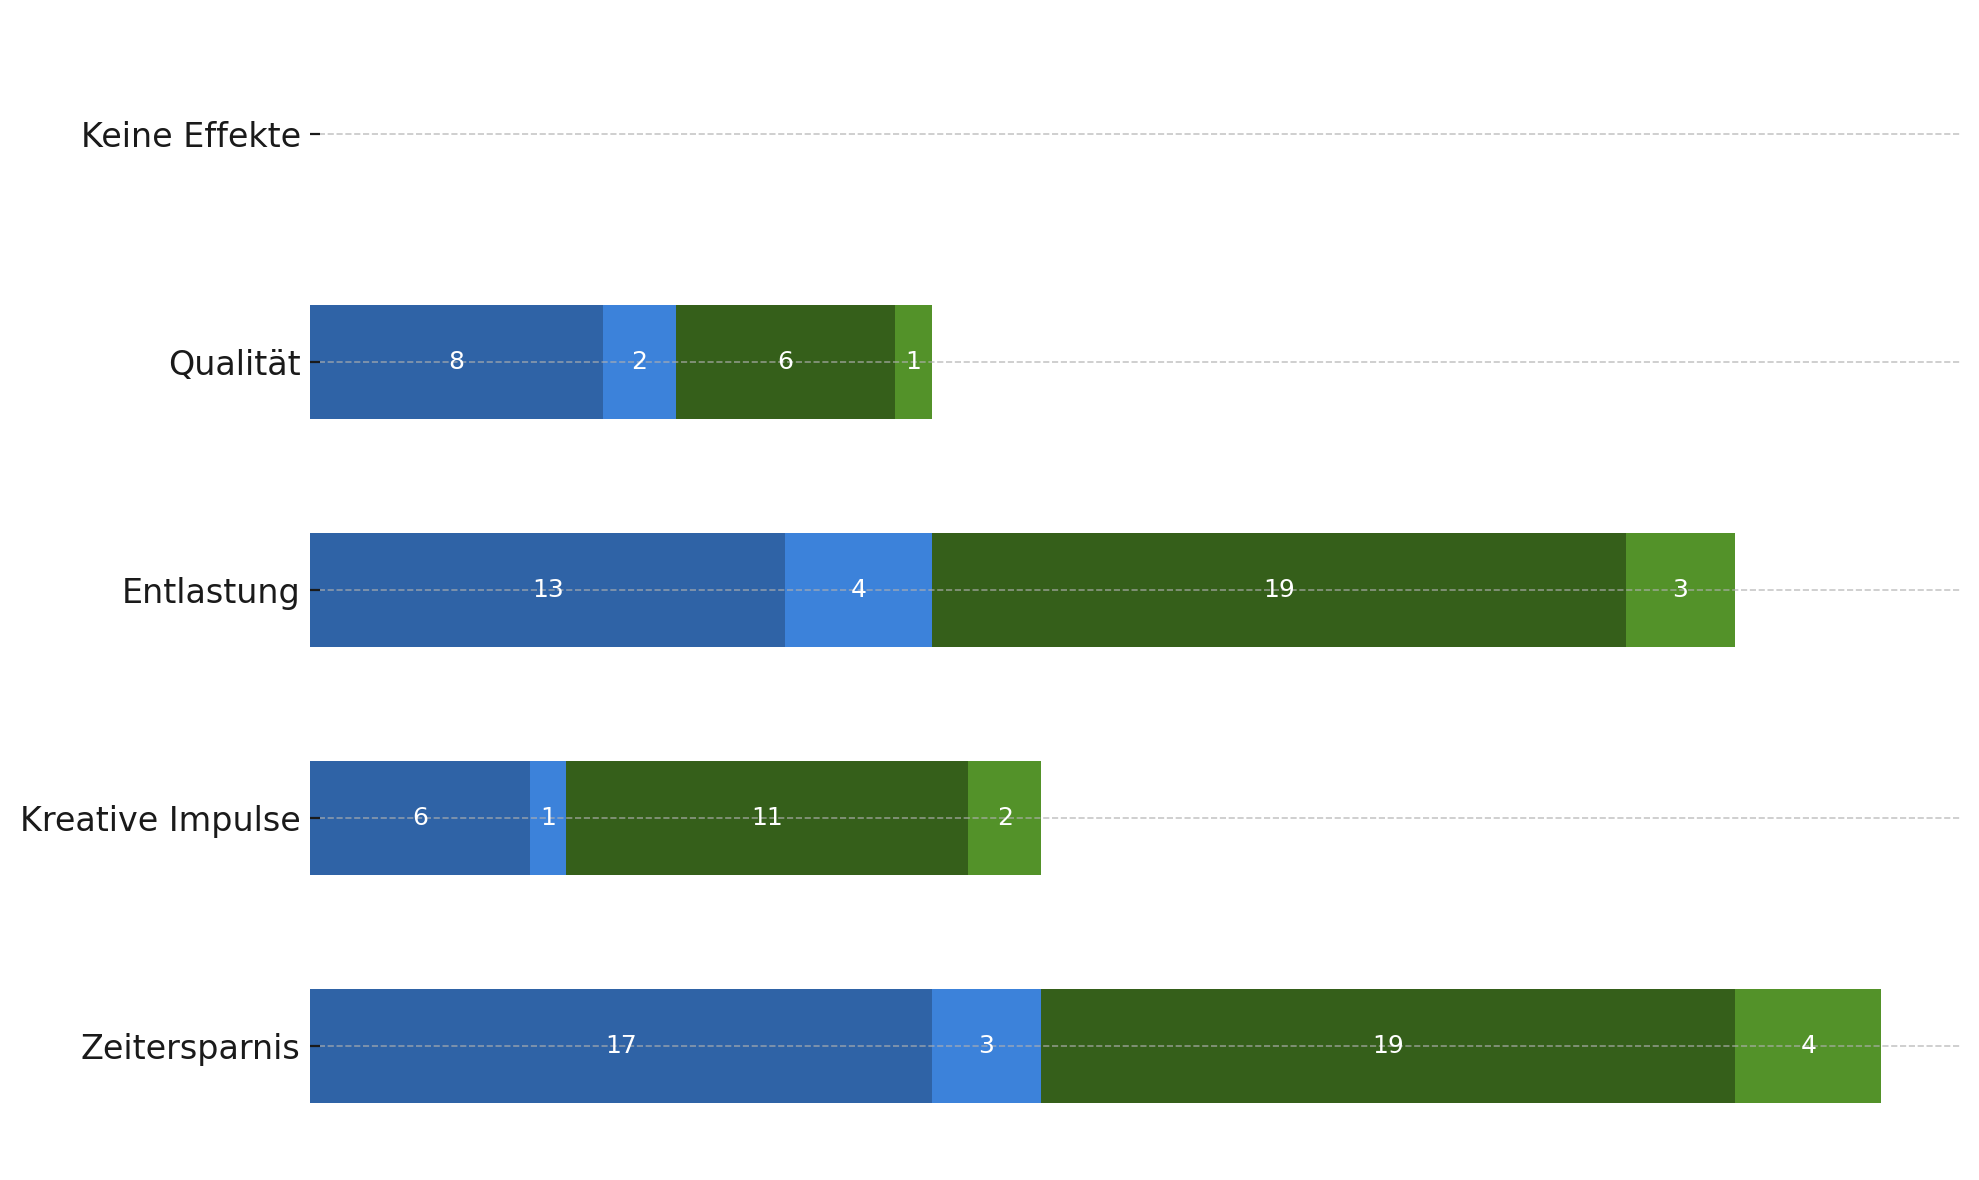 Keine Effekte
Qualität 8 2 6 1
Entlastung 13 4 19 3
Kreative Impulse 6 1 11 2
Zeitersparnis 17 3 19 4